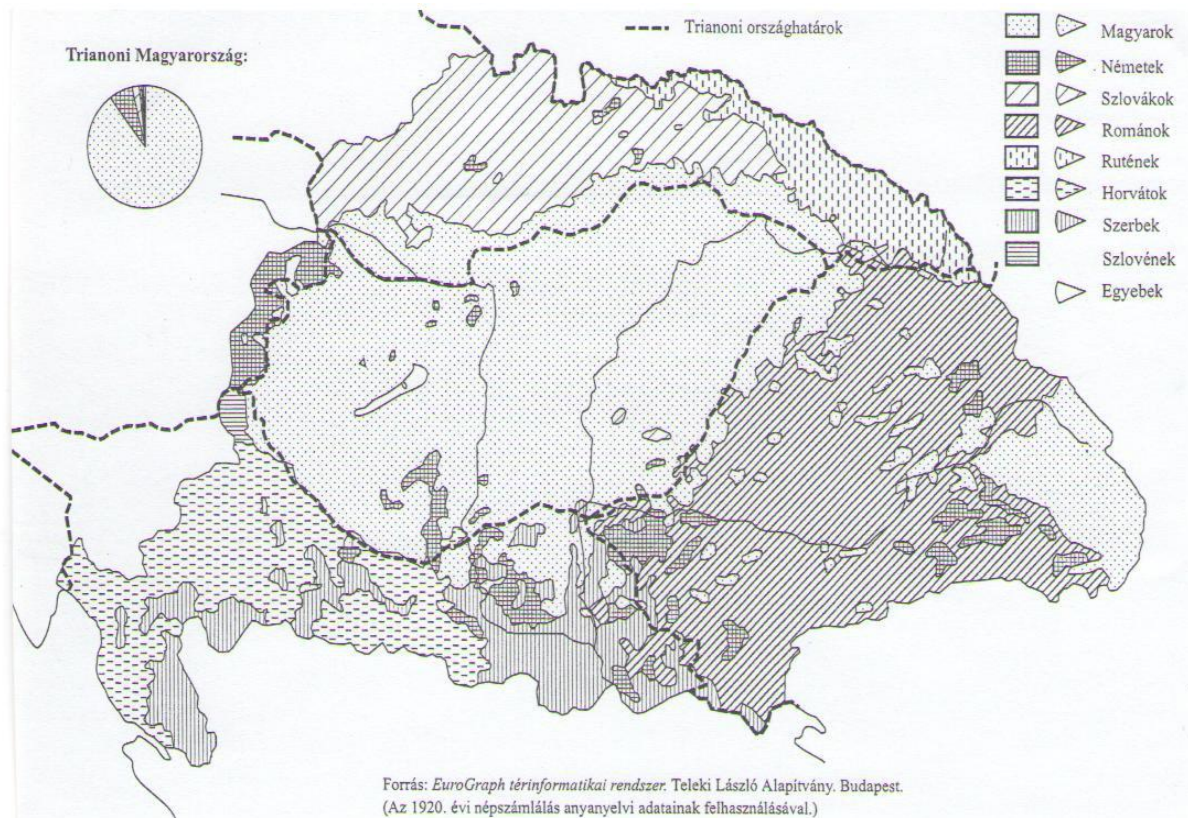 Trianoni Magyarország:
Trianoni országhatárok
Magyarok
Németek
Szlovákok
Románok
Rutének
Horvátok
Szerbek
Szlovének
Egyebek
Forrás: EuroGraph térinformatikai rendszer. Teleki László Alapítvány. Budapest.
(Az 1920. évi népszámlálás anyanyelvi adatainak felhasználásával.)